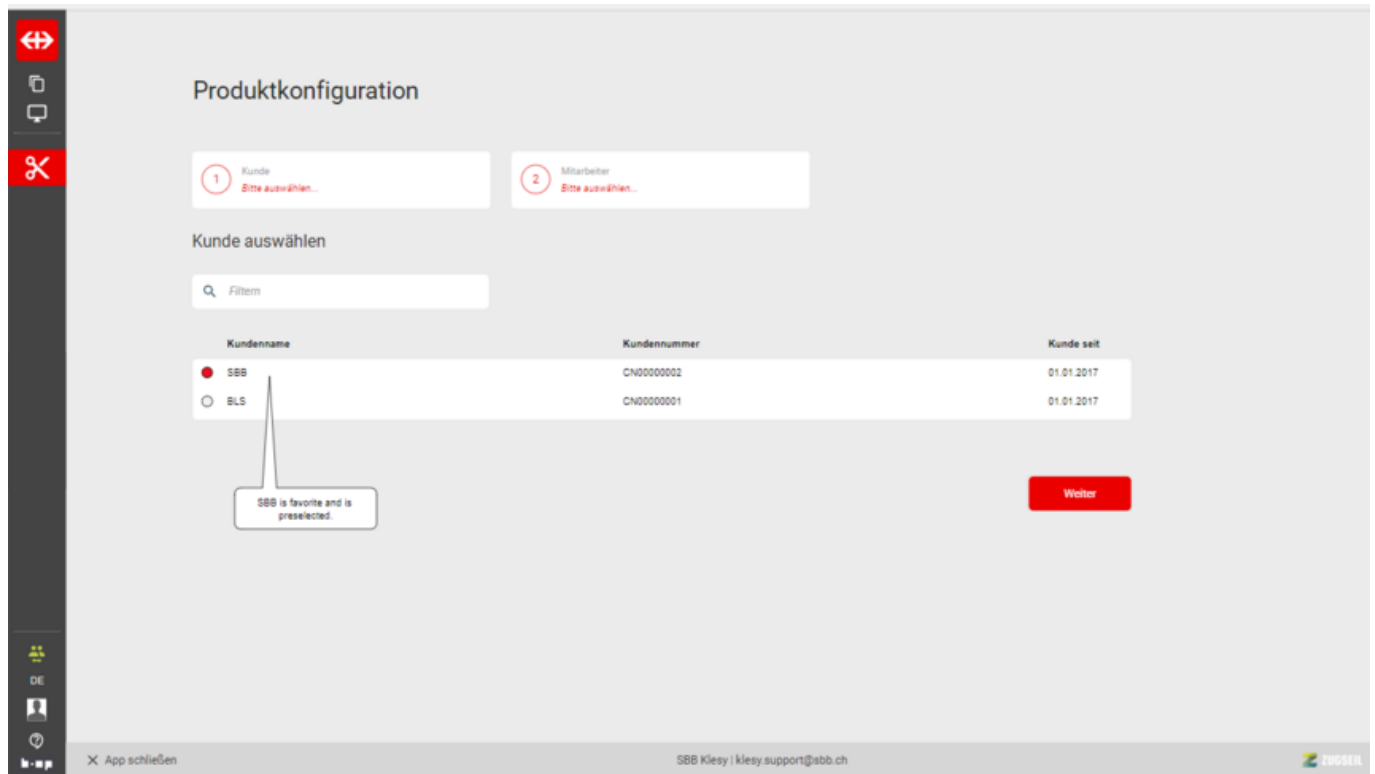 Produktkonfiguration
1 Kunde
Bitte auswählen...
2 Mitarbeiter
Bitte auswählen...
Kunde auswählen
Filtern
Kundenname Kundennummer Kunde seit
SBB CN00000002 01.01.2017
BLS CN00000001 01.01.2017
SBB is favorite and is
preselected.
Weiter
DE
App schließen SBB Klesy | klesy.support@sbb.ch ZUGSEIL